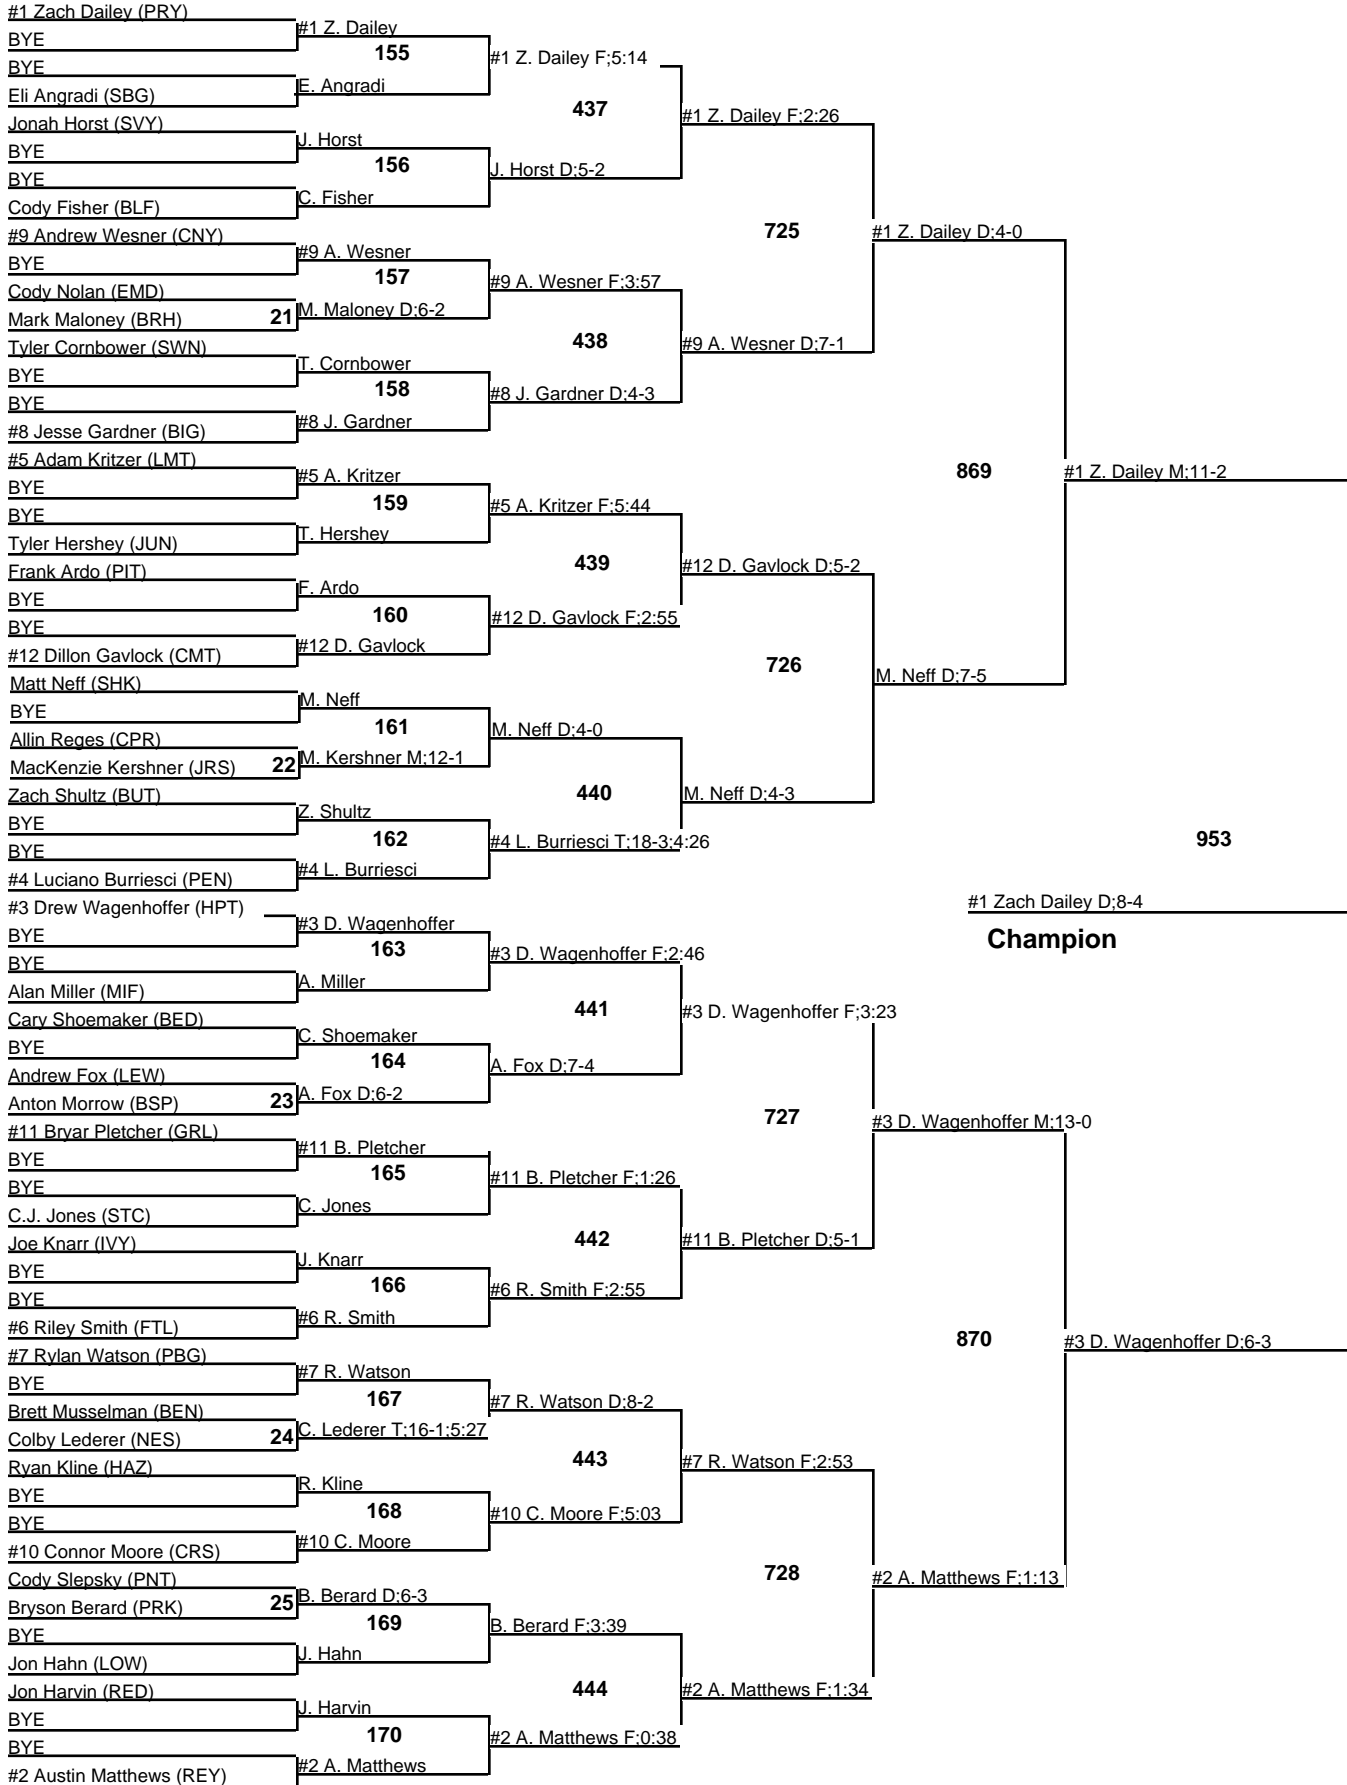 #1 Zach Dailey (PRY)
#1 Z. Dailey
BYE
155
#1 Z. Dailey F;5:14
BYE
E. Angradi
Eli Angradi (SBG)
437
#1 Z. Dailey F;2:26
Jonah Horst (SVY)
J. Horst
BYE
156
J. Horst D;5-2
BYE
C. Fisher
Cody Fisher (BLF)
725
#1 Z. Dailey D;4-0
#9 Andrew Wesner (CNY)
#9 A. Wesner
BYE
157
#9 A. Wesner F;3:57
Cody Nolan (EMD)
M. Maloney D;6-2
Mark Maloney (BRH)
21
438
#9 A. Wesner D;7-1
Tyler Cornbower (SWN)
T. Cornbower
BYE
158
#8 J. Gardner D;4-3
BYE
#8 J. Gardner
#8 Jesse Gardner (BIG)
#5 Adam Kritzer (LMT)
869
#1 Z. Dailey M;11-2
#5 A. Kritzer
BYE
159
#5 A. Kritzer F;5:44
BYE
T. Hershey
Tyler Hershey (JUN)
439
#12 D. Gavlock D;5-2
Frank Ardo (PIT)
F. Ardo
BYE
160
#12 D. Gavlock F;2:55
BYE
#12 D. Gavlock
#12 Dillon Gavlock (CMT)
726
M. Neff D;7-5
Matt Neff (SHK)
M. Neff
BYE
161
M. Neff D;4-0
Allin Reges (CPR)
M. Kershner M;12-1
MacKenzie Kershner (JRS)
22
440
M. Neff D;4-3
Zach Shultz (BUT)
Z. Shultz
BYE
162
#4 L. Burriesci T;18-3;4:26
953
BYE
#4 L. Burriesci
#4 Luciano Burriesci (PEN)
#1 Zach Dailey D;8-4
Champion
#3 Drew Wagenhoffer (HPT)
#3 D. Wagenhoffer
BYE
163
#3 D. Wagenhoffer F;2:46
BYE
A. Miller
Alan Miller (MIF)
441
#3 D. Wagenhoffer F;3:23
Cary Shoemaker (BED)
C. Shoemaker
BYE
164
A. Fox D;7-4
Andrew Fox (LEW)
A. Fox D;6-2
Anton Morrow (BSP)
23
727
#3 D. Wagenhoffer M;13-0
#11 Bryar Pletcher (GRL)
#11 B. Pletcher
BYE
165
#11 B. Pletcher F;1:26
BYE
C. Jones
C.J. Jones (STC)
442
#11 B. Pletcher D;5-1
Joe Knarr (IVY)
J. Knarr
BYE
166
#6 R. Smith F;2:55
BYE
#6 R. Smith
#6 Riley Smith (FTL)
870
#3 D. Wagenhoffer D;6-3
#7 Rylan Watson (PBG)
#7 R. Watson
BYE
167
#7 R. Watson D;8-2
Brett Musselman (BEN)
C. Lederer T;16-1;5:27
Colby Lederer (NES)
24
443
#7 R. Watson F;2:53
Ryan Kline (HAZ)
R. Kline
BYE
168
#10 C. Moore F;5:03
BYE
#10 C. Moore
#10 Connor Moore (CRS)
728
#2 A. Matthews F;1:13
Cody Slepsky (PNT)
B. Berard D;6-3
Bryson Berard (PRK)
25
169
B. Berard F;3:39
BYE
J. Hahn
Jon Hahn (LOW)
444
#2 A. Matthews F;1:34
Jon Harvin (RED)
J. Harvin
BYE
170
#2 A. Matthews F;0:38
BYE
#2 A. Matthews
#2 Austin Matthews (REY)